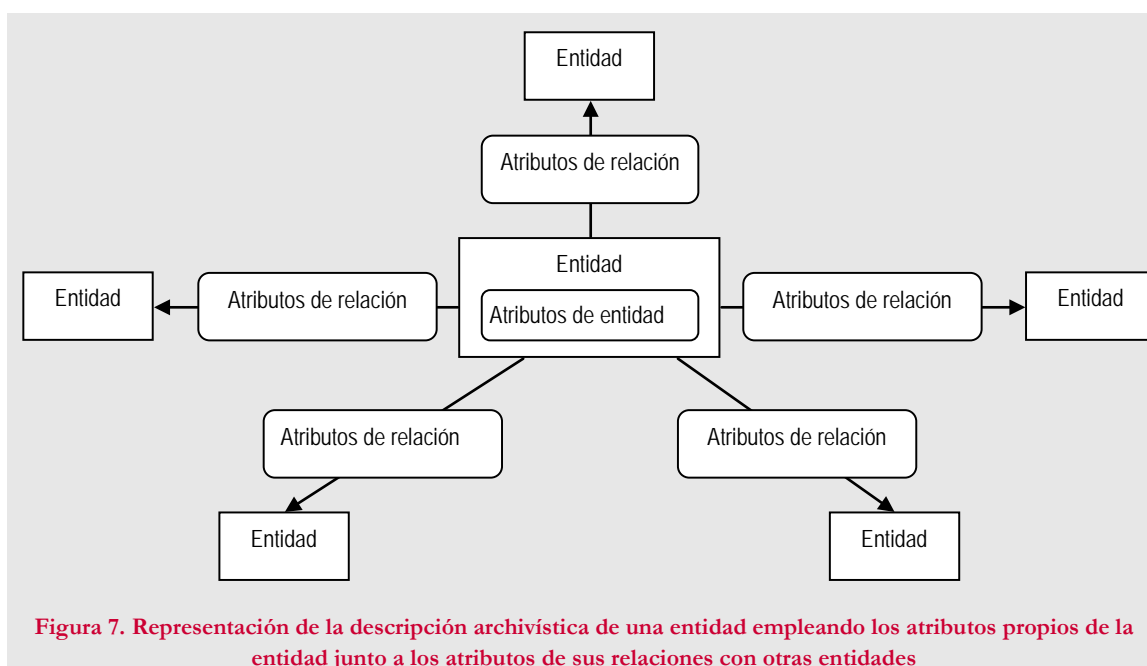 Entidad
Atributos de relación
Entidad
Entidad
Atributos de relación
Atributos de relación
Entidad
Atributos de entidad
Atributos de relación
Atributos de relación
Entidad
Entidad
Figura 7. Representación de la descripción archivística de una entidad empleando los atributos propios de la
entidad junto a los atributos de sus relaciones con otras entidades